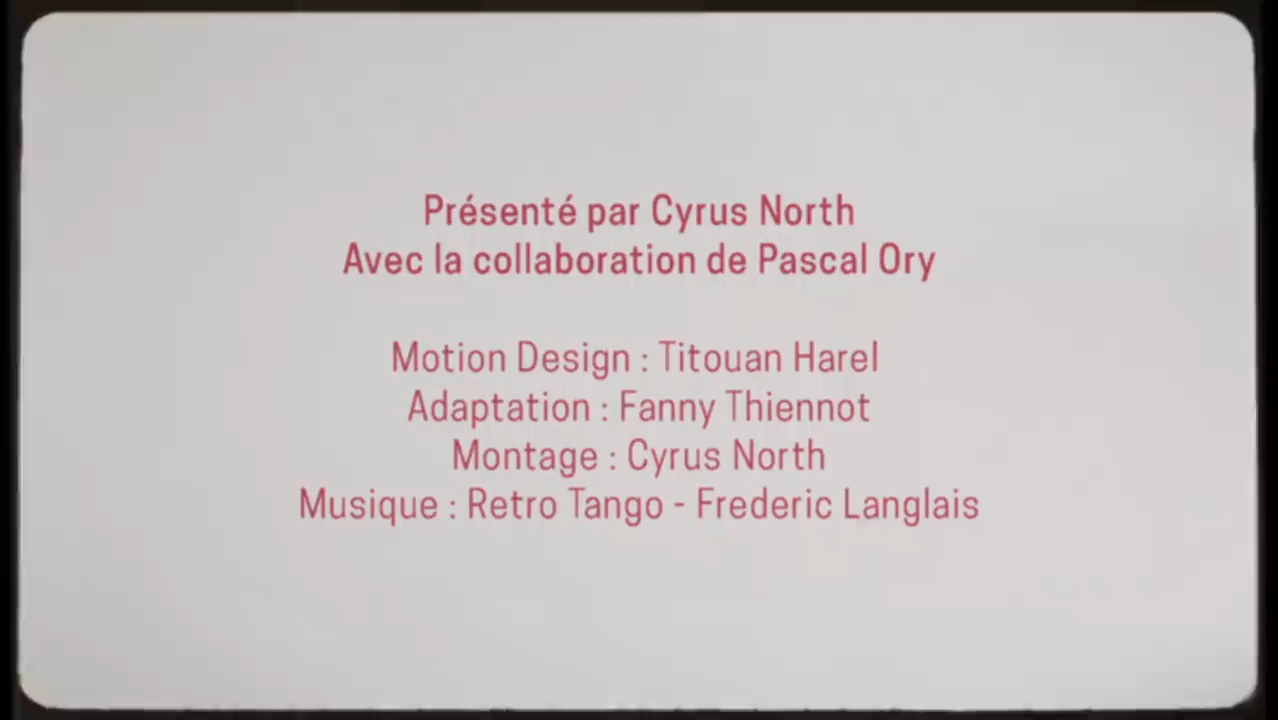 Présenté par Cyrus North
Avec la collaboration de Pascal Ory
Motion Design : Titouan Harel
Adaptation : Fanny Thiennot
Montage : Cyrus North
Musique : Retro Tango - Frederic Langlais